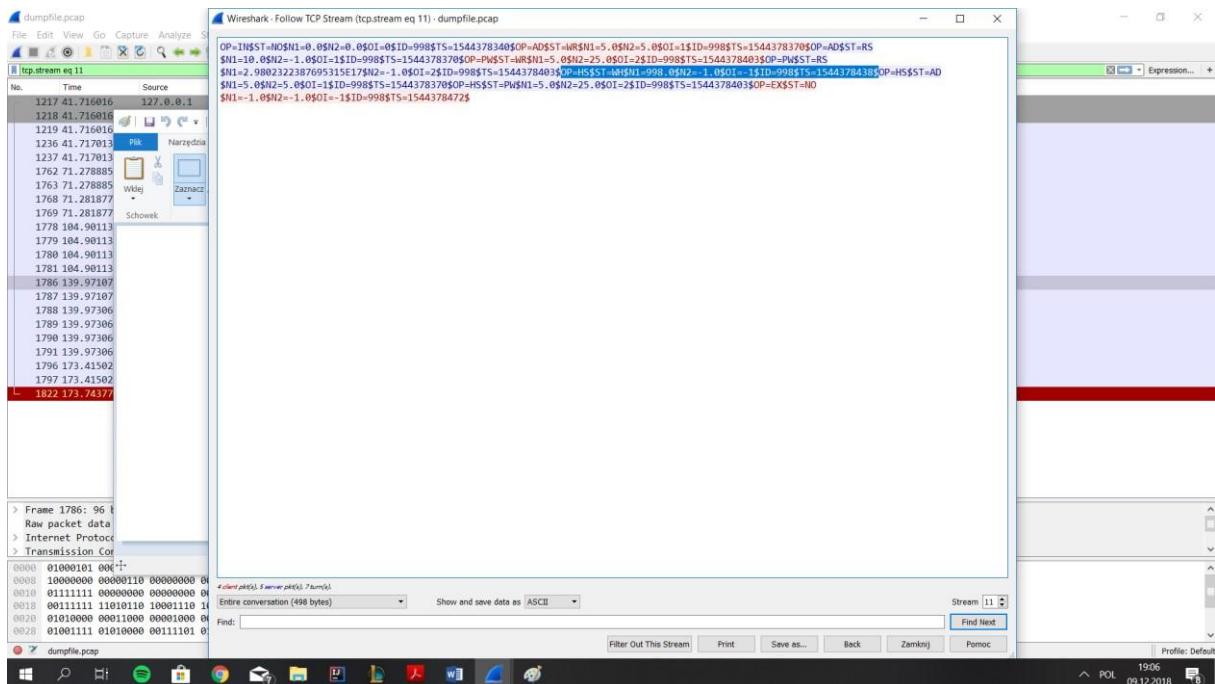 dumpfile.pcap
Wireshark · Follow TCP Stream (tcp.stream eq 11) · dumpfile.pcap
File Edit View Go Capture Analyze
tcp.stream eq 11
Expression... +
OP=IN$ST=NO$N1=0.0$N2=0.0$OI=0$ID=998$TS=1544378340$OP=AD$ST=WR$N1=5.0$N2=5.0$OI=1$ID=998$TS=1544378370$OP=AD$ST=RS
$N1=10.0$N2=-1.0$OI=1$ID=998$TS=1544378370$OP=PW$ST=WR$N1=5.0$N2=25.0$OI=2$ID=998$TS=1544378403$OP=PW$ST=RS
$N1=2.9802322387695315E17$N2=-1.0$OI=2$ID=998$TS=1544378403$OP=HS$ST=WH$N1=998.0$N2=-1.0$OI=-1$ID=998$TS=1544378438$OP=HS$ST=AD
$N1=5.0$N2=5.0$OI=1$ID=998$TS=1544378370$OP=HS$ST=PW$N1=5.0$N2=25.0$OI=2$ID=998$TS=1544378403$OP=EX$ST=NO
$N1=-1.0$N2=-1.0$OI=-1$ID=998$TS=1544378472$
No. Time Source
1217 41.716016 127.0.0.1
1218 41.716016
1219 41.716016
1236 41.717013
1237 41.717013
1762 71.278885
1763 71.278885
1768 71.281877
1769 71.281877
1778 104.90113
1779 104.90113
1780 104.90113
1781 104.90113
1786 139.97107
1787 139.97107
1788 139.97306
1789 139.97306
1790 139.97306
1791 139.97306
1796 173.41502
1797 173.41502
1822 173.74377
Plik Narzędzia
Wklej Zaznacz
Schowek
Frame 1786: 96
Raw packet data
Internet Protoc
Transmission Con
0000 01000101
0008 10000000 00000110 00000000
0010 01111111 00000000 00000000
0018 00111111 11010110 10001110
0020 01010000 00011000 00001000
0028 01001111 01010000 00111101
4 client pkt(s), 5 server pkt(s), 7 turn(s).
Entire conversation (498 bytes) Show and save data as ASCII Stream 11
Find: Find Next
Filter Out This Stream Print Save as... Back Zamknij Pomoc
dumpfile.pcap
Profile: Default
POL 19:06
09.12.2018